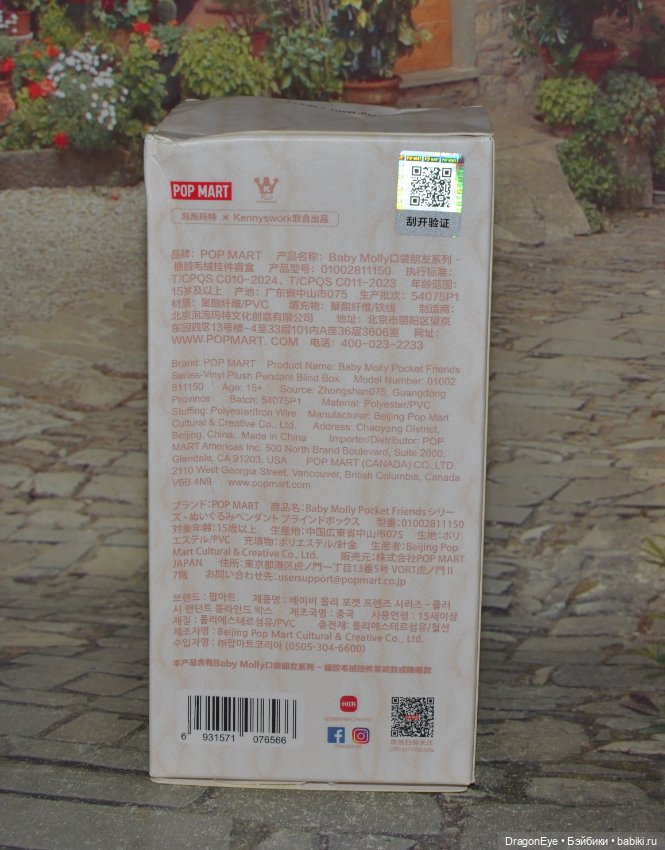 POP MART
刮开验证
泡泡玛特 × Kennyswork联合出品
品牌：POP MART 产品名称：Baby Molly口袋朋友系列-
搪胶毛绒挂件盲盒 产品型号：01002811150 执行标准：
T/CPQS C010-2024、T/CPQS C011-2023 年龄范围：
15岁及以上 产地：广东省中山市075 生产批次：54075P1
材质：聚酯纤维/PVC 填充物：聚酯纤维/铁线 制造商：
北京泡泡玛特文化创意有限公司 地址：北京市朝阳区望京
东园四区13号楼-4至33层101内A座36层3606室 网址：
WWW.POPMART.COM 电话：400-023-2233
Brand: POP MART Product Name: Baby Molly Pocket Friends
Series-Vinyl Plush Pendant Blind Box Model Number: 01002
811150 Age: 15+ Source: Zhongshan075, Guangdong
Province Batch: 54075P1 Material: Polyester/PVC
Stuffing: Polyester/Iron Wire Manufacturer: Beijing Pop Mart
Cultural & Creative Co., Ltd. Address: Chaoyang District,
Beijing, China. Made in China Importer/Distributor: POP
MART Americas Inc. 500 North Brand Boulevard, Suite 2000,
Glendale, CA 91203, USA POP MART (CANADA) CO.,LTD.
2110 West Georgia Street, Vancouver, British Columbia, Canada
V6B 4N9 www.popmart.com
ブランド：POP MART 商品名：Baby Molly Pocket Friends シリー
ズ - ぬいぐるみペンダント ブラインドボックス 型番：01002811150
対象年齢：15歳以上 生産地：中国広東省中山市075 生地：ポリ
エステル/PVC 充填物：ポリエステル/針金 生産者：Beijing Pop
Mart Cultural & Creative Co., Ltd. 販売元：株式会社POP MART
JAPAN 住所：東京都港区虎ノ門一丁目13番5号 VORT虎ノ門 II
7階 お問い合わせ先：usersupport@popmart.co.jp
브랜드：팝마트 제품명：베이비 몰리 포켓 프렌즈 시리즈 - 플러
시 펜던트 블라인드 박스 제조국명：중국 사용연령：15세이상
재질：폴리에스테르섬유/PVC 충전재：폴리에스테르섬유/철선
제조자명：Beijing Pop Mart Cultural & Creative Co., Ltd,
수입자명：㈜팝마트코리아 (0505-304-6600)
本产品含有Baby Molly口袋朋友系列-搪胶毛绒挂件常规款或隐藏款
6 931571 076566
小红书
@popmart
Official Website
DragonEye • Бэйбики • babiki.ru